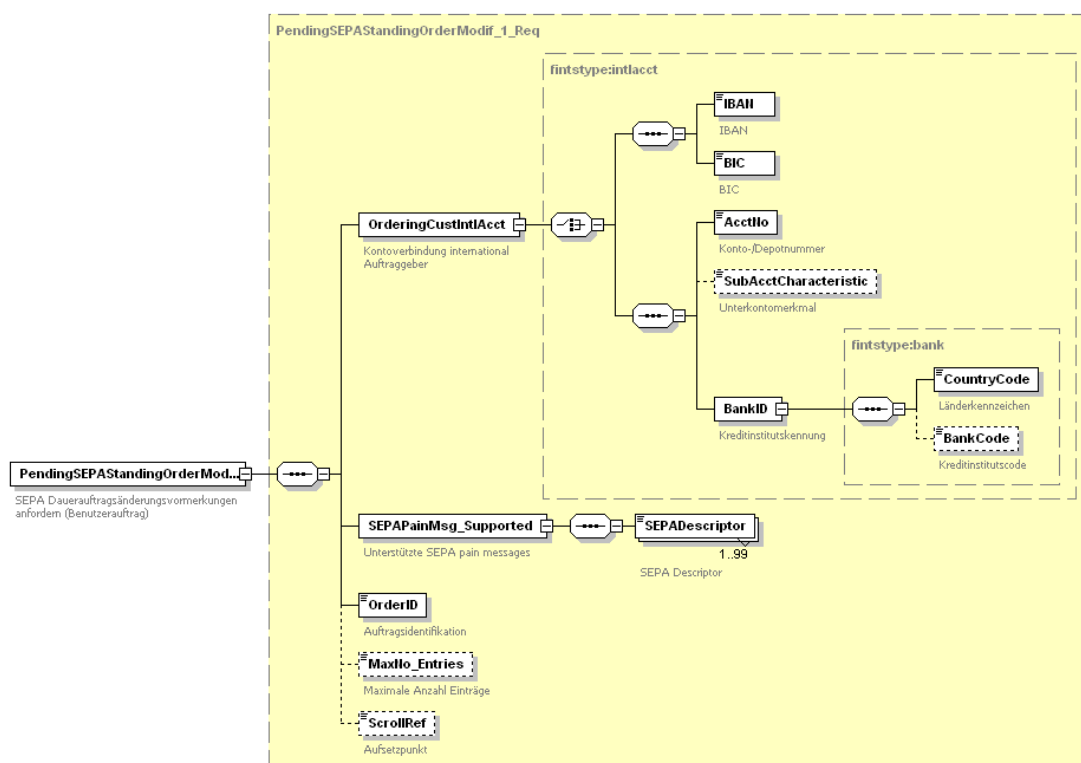 PendingSEPAStandingOrderModif_1_Req
fintstype:intlacct
IBAN
IBAN
BIC
BIC
OrderingCustIntlAcct
Kontoverbindung international
Auftraggeber
AcctNo
Konto-/Depotnummer
SubAcctCharacteristic
Unterkontomerkmal
fintstype:bank
CountryCode
Länderkennzeichen
BankID
Kreditinstitutskennung
BankCode
Kreditinstitutscode
PendingSEPAStandingOrderMod...
SEPA Dauerauftragsänderungsvormerkungen
anfordern (Benutzerauftrag)
SEPAPainMsg_Supported
Unterstützte SEPA pain messages
SEPADescriptor
1..99
SEPA Descriptor
OrderID
Auftragsidentifikation
MaxNo_Entries
Maximale Anzahl Einträge
ScrollRef
Aufsetzpunkt